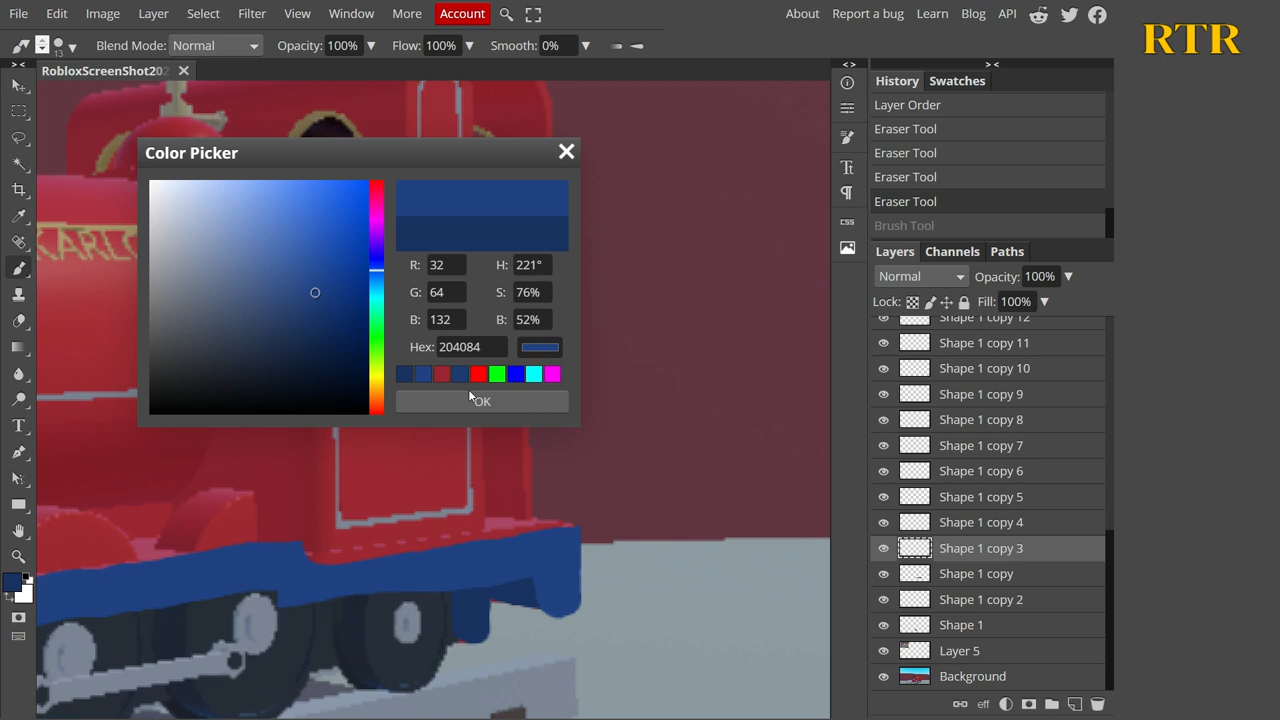 File Edit Image Layer Select Filter View Window More Account About Report a bug Learn Blog API
RTR
13 Blend Mode: Normal Opacity: 100% Flow: 100% Smooth: 0%
> < < > > <
RobloxScreenShot202
History Swatches
Layer Order
Eraser Tool
Eraser Tool
Eraser Tool
Eraser Tool
Brush Tool
Color Picker
R: 32 H: 221°
G: 64 S: 76%
B: 132 B: 52%
Hex: 204084
OK
CSS
Layers Channels Paths
Normal Opacity: 100%
Lock: Fill: 100%
Shape 1 copy 12
Shape 1 copy 11
Shape 1 copy 10
Shape 1 copy 9
Shape 1 copy 8
Shape 1 copy 7
Shape 1 copy 6
Shape 1 copy 5
Shape 1 copy 4
Shape 1 copy 3
Shape 1 copy
Shape 1 copy 2
Shape 1
Layer 5
Background
eff